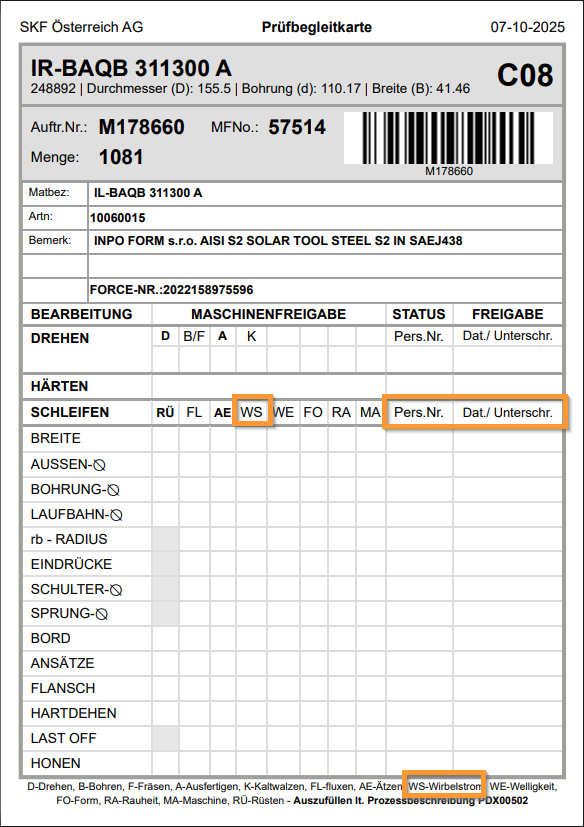 SKF Österreich AG Prüfbegleitkarte 07-10-2025
IR-BAQB 311300 A C08
248892 | Durchmesser (D): 155.5 | Bohrung (d): 110.17 | Breite (B): 41.46
Auftr.Nr.: M178660 MFNo.: 57514
Menge: 1081
M178660
Matbez: IL-BAQB 311300 A
Artn: 10060015
Bemerk: INPO FORM s.r.o. AISI S2 SOLAR TOOL STEEL S2 IN SAEJ438
FORCE-NR.:2022158975596
BEARBEITUNG MASCHINENFREIGABE STATUS FREIGABE
DREHEN D B/F A K Pers.Nr. Dat./ Unterschr.
HÄRTEN
SCHLEIFEN RÜ FL AE WS WE FO RA MA Pers.Nr. Dat./ Unterschr.
BREITE
AUSSEN-∅
BOHRUNG-∅
LAUFBAHN-∅
rb - RADIUS
EINDRÜCKE
SCHULTER-∅
SPRUNG-∅
BORD
ANSÄTZE
FLANSCH
HARTDEHEN
LAST OFF
HONEN
D-Drehen, B-Bohren, F-Fräsen, A-Ausfertigen, K-Kaltwalzen, FL-fluxen, AE-Ätzen, WS-Wirbelstrom, WE-Welligkeit,
FO-Form, RA-Rauheit, MA-Maschine, RÜ-Rüsten - Auszufüllen lt. Prozessbeschreibung PDX00502